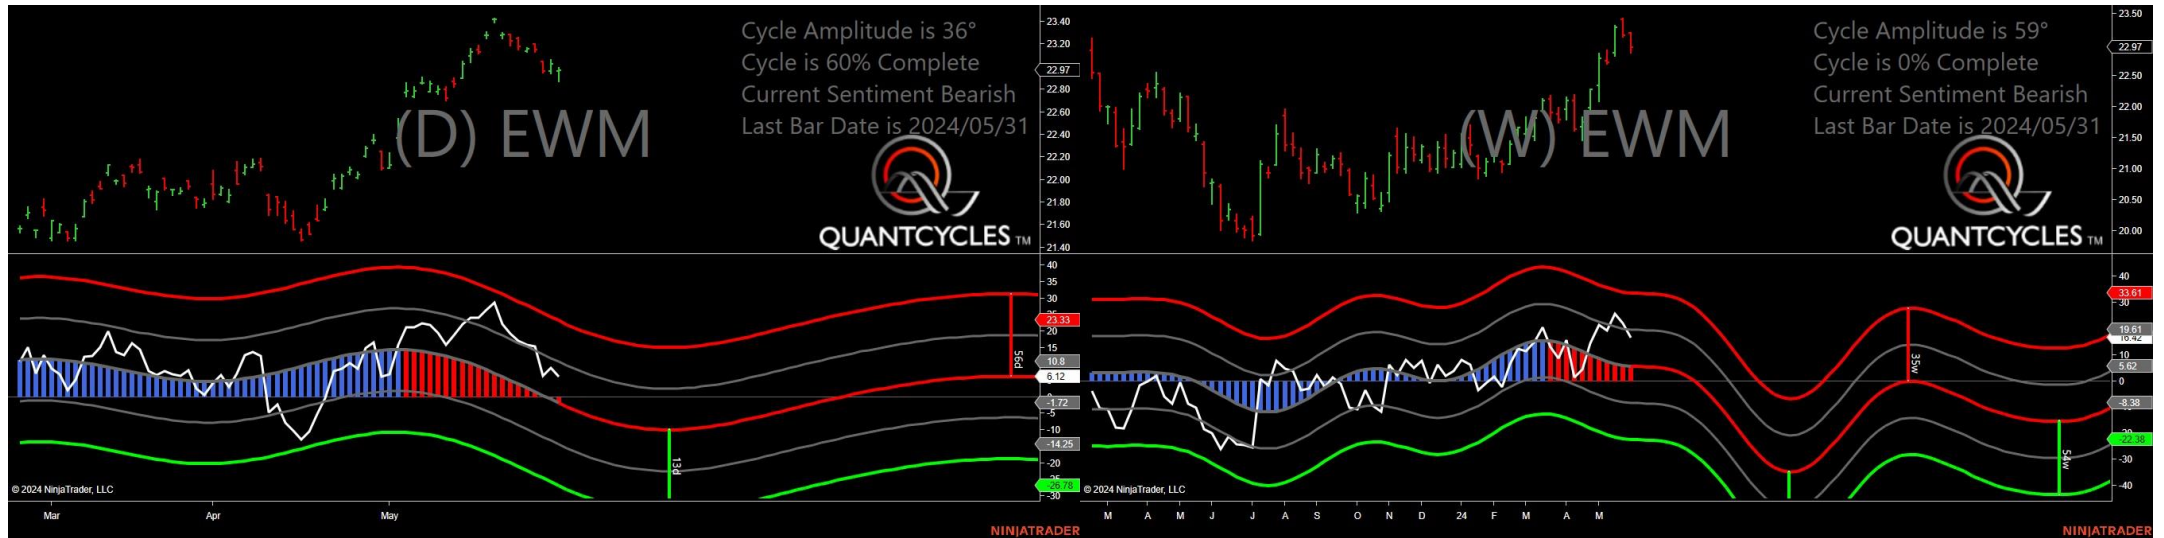 Cycle Amplitude is 36°
Cycle is 60% Complete
Current Sentiment Bearish
Last Bar Date is 2024/05/31
(D) EWM
QUANTCYCLES TM
23.40
23.20
22.97
22.80
22.60
22.40
22.20
22.00
21.80
21.60
21.40
40
35
30
23.33
20
15
10.8
6.12
-1.72
-5
-10
-14.25
-20
-26.78
-30
56d
13d
© 2024 NinjaTrader, LLC
Mar
Apr
May
NINJATRADER
Cycle Amplitude is 59°
Cycle is 0% Complete
Current Sentiment Bearish
Last Bar Date is 2024/05/31
(W) EWM
QUANTCYCLES TM
23.50
22.97
22.50
22.00
21.50
21.00
20.50
20.00
40
33.61
30
19.61
16.42
10
5.62
0
-8.38
-22.38
-30
-40
35w
54w
© 2024 NinjaTrader, LLC
M A M J J A S O N D 24 F M A M
NINJATRADER